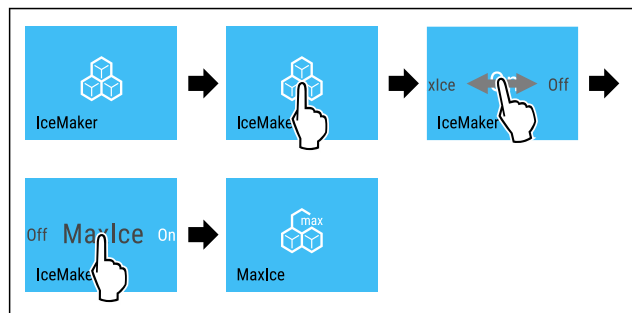 IceMaker
IceMake
xIce Off
IceMaker
Off MaxIce On
IceMake
max
MaxIce